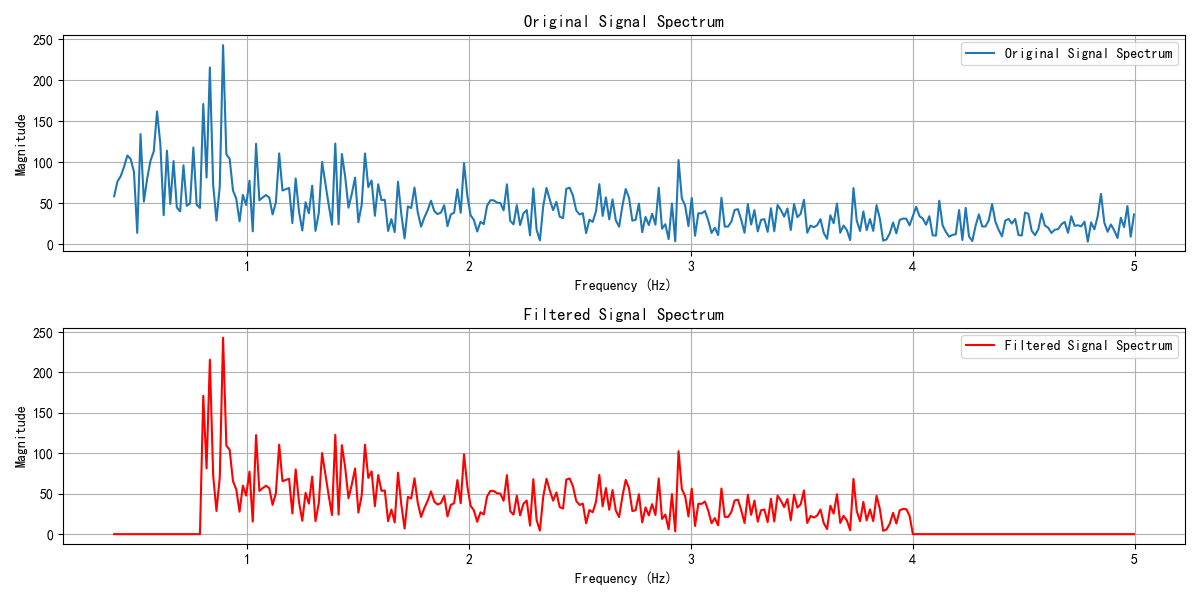 Original Signal Spectrum
250
200
150
100
50
0
Magnitude
Original Signal Spectrum
1 2 3 4 5
Frequency (Hz)
Filtered Signal Spectrum
250
200
150
100
50
0
Magnitude
Filtered Signal Spectrum
1 2 3 4 5
Frequency (Hz)